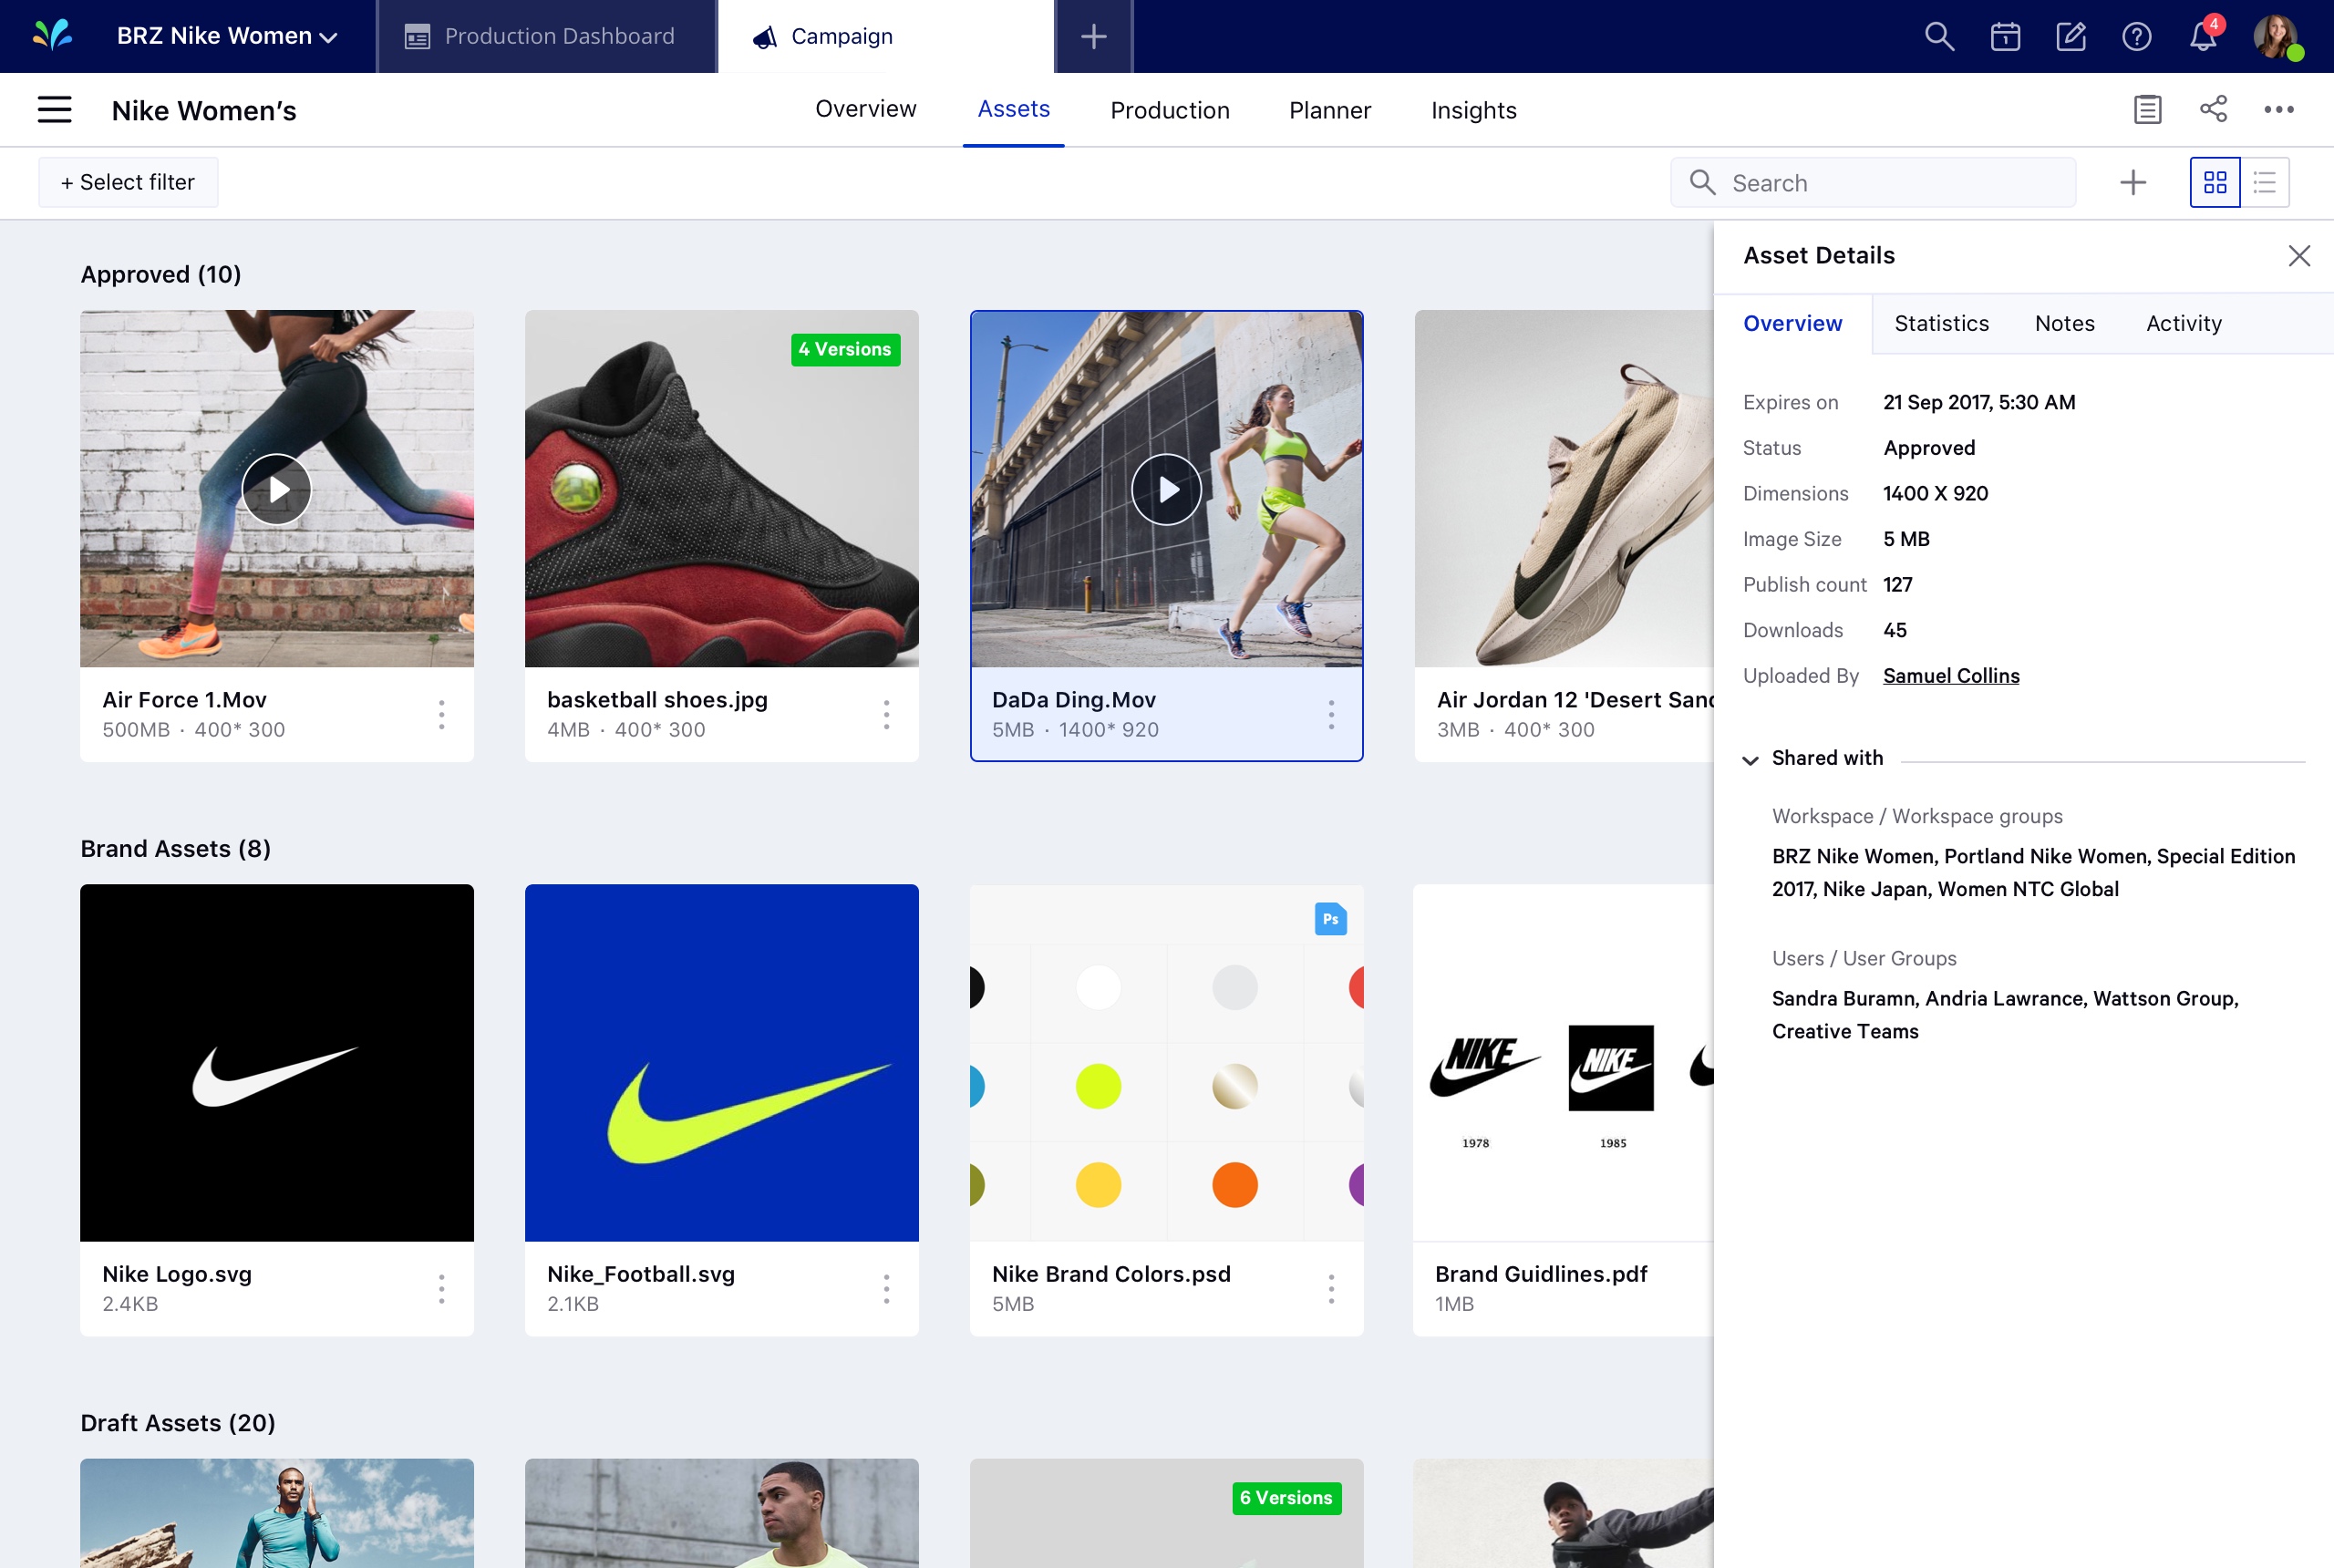 BRZ Nike Women
Production Dashboard
Campaign
4
Nike Women's
Overview
Assets
Production
Planner
Insights
+ Select filter
Search
Approved (10)
4 Versions
Air Force 1.Mov
500MB · 400* 300
basketball shoes.jpg
4MB · 400* 300
DaDa Ding.Mov
5MB · 1400* 920
Air Jordan 12 'Desert Sand
3MB · 400* 300
Brand Assets (8)
Ps
NIKE
NIKE
1978
1985
Nike Logo.svg
2.4KB
Nike_Football.svg
2.1KB
Nike Brand Colors.psd
5MB
Brand Guidlines.pdf
1MB
Draft Assets (20)
6 Versions
Asset Details
Overview
Statistics
Notes
Activity
Expires on 21 Sep 2017, 5:30 AM
Status Approved
Dimensions 1400 X 920
Image Size 5 MB
Publish count 127
Downloads 45
Uploaded By Samuel Collins
Shared with
Workspace / Workspace groups
BRZ Nike Women, Portland Nike Women, Special Edition
2017, Nike Japan, Women NTC Global
Users / User Groups
Sandra Buramn, Andria Lawrance, Wattson Group,
Creative Teams